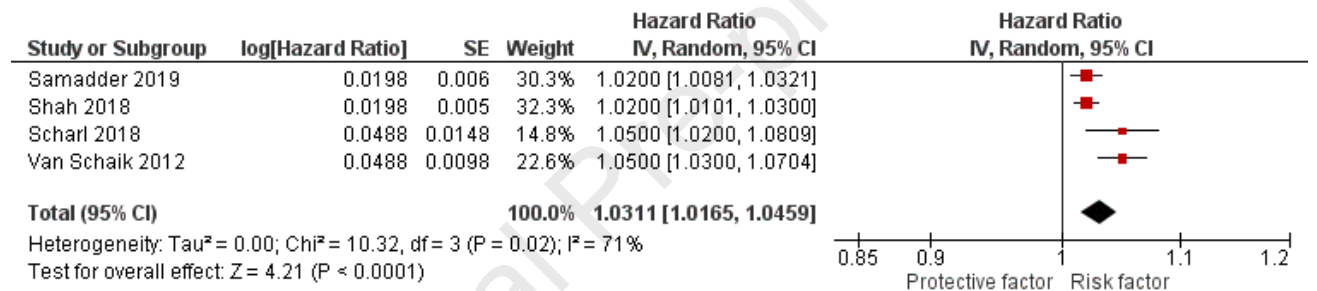 Hazard Ratio Hazard Ratio
Study or Subgroup log[Hazard Ratio] SE Weight IV, Random, 95% CI IV, Random, 95% CI
Samadder 2019 0.0198 0.006 30.3% 1.0200 [1.0081, 1.0321]
Shah 2018 0.0198 0.005 32.3% 1.0200 [1.0101, 1.0300]
Scharl 2018 0.0488 0.0148 14.8% 1.0500 [1.0200, 1.0809]
Van Schaik 2012 0.0488 0.0098 22.6% 1.0500 [1.0300, 1.0704]
Total (95% CI) 100.0% 1.0311 [1.0165, 1.0459]
Heterogeneity: Tau² = 0.00; Chi² = 10.32, df = 3 (P = 0.02); I² = 71%
Test for overall effect: Z = 4.21 (P < 0.0001)
0.85 0.9 1 1.1 1.2
Protective factor Risk factor